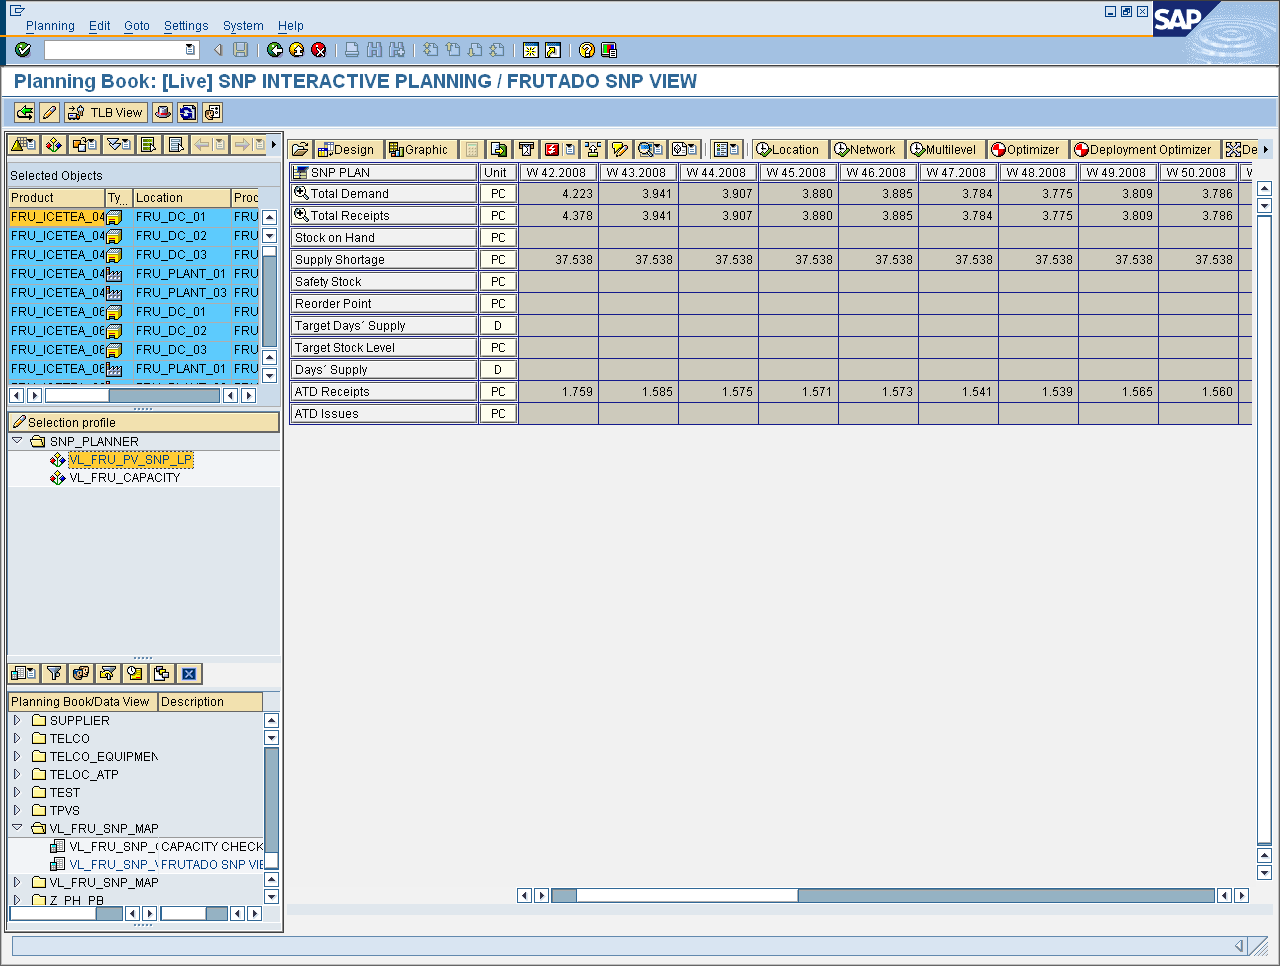 Planning Edit Goto Settings System Help
SAP
Planning Book: [Live] SNP INTERACTIVE PLANNING / FRUTADO SNP VIEW
TLB View
Design Graphic Location Network Multilevel Optimizer Deployment Optimizer De
Selected Objects
Product Ty.. Location Proc
FRU_ICETEA_04 FRU_DC_01 FRU
FRU_ICETEA_04 FRU_DC_02 FRU
FRU_ICETEA_04 FRU_DC_03 FRU
FRU_ICETEA_04 FRU_PLANT_01 FRU
FRU_ICETEA_04 FRU_PLANT_03 FRU
FRU_ICETEA_06 FRU_DC_01 FRU
FRU_ICETEA_06 FRU_DC_02 FRU
FRU_ICETEA_06 FRU_DC_03 FRU
FRU_ICETEA_06 FRU_PLANT_01 FRU
Selection profile
SNP_PLANNER
VL_FRU_PV_SNP_LP
VL_FRU_CAPACITY
Planning Book/Data View Description
SUPPLIER
TELCO
TELCO_EQUIPMEN
TELOC_ATP
TEST
TPVS
VL_FRU_SNP_MAP
VL_FRU_SNP_( CAPACITY CHECK
VL_FRU_SNP_\ FRUTADO SNP VIE
VL_FRU_SNP_MAP
Z_PH_PB
SNP PLAN Unit W 42.2008 W 43.2008 W 44.2008 W 45.2008 W 46.2008 W 47.2008 W 48.2008 W 49.2008 W 50.2008
Total Demand PC 4.223 3.941 3.907 3.880 3.885 3.784 3.775 3.809 3.786
Total Receipts PC 4.378 3.941 3.907 3.880 3.885 3.784 3.775 3.809 3.786
Stock on Hand PC
Supply Shortage PC 37.538 37.538 37.538 37.538 37.538 37.538 37.538 37.538 37.538
Safety Stock PC
Reorder Point PC
Target Days´ Supply D
Target Stock Level PC
Days´ Supply D
ATD Receipts PC 1.759 1.585 1.575 1.571 1.573 1.541 1.539 1.565 1.560
ATD Issues PC